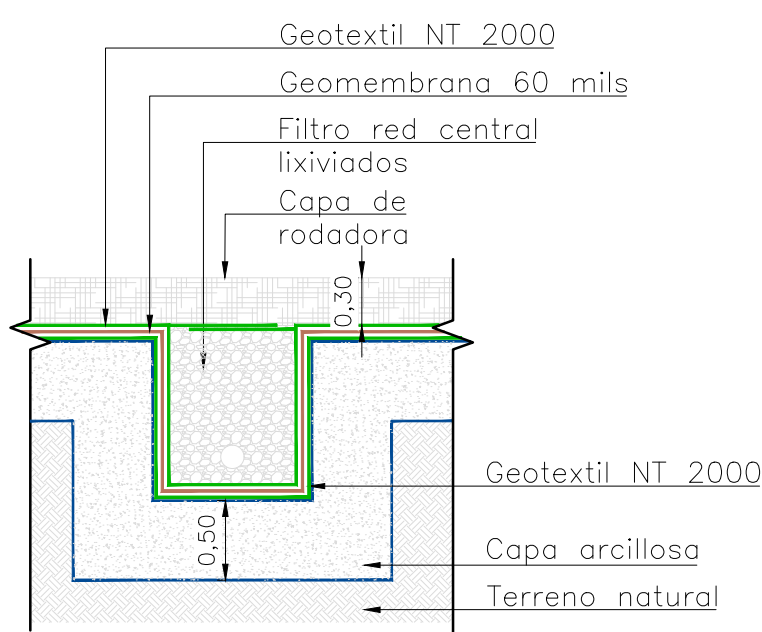 Geotextil NT 2000
Geomembrana 60 mils
Filtro red central
lixiviados
Capa de
rodadora
0,30
Geotextil NT 2000
0,50
Capa arcillosa
Terreno natural